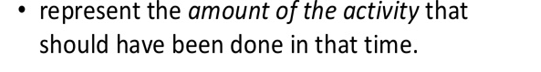 • represent the amount of the activity that
should have been done in that time.